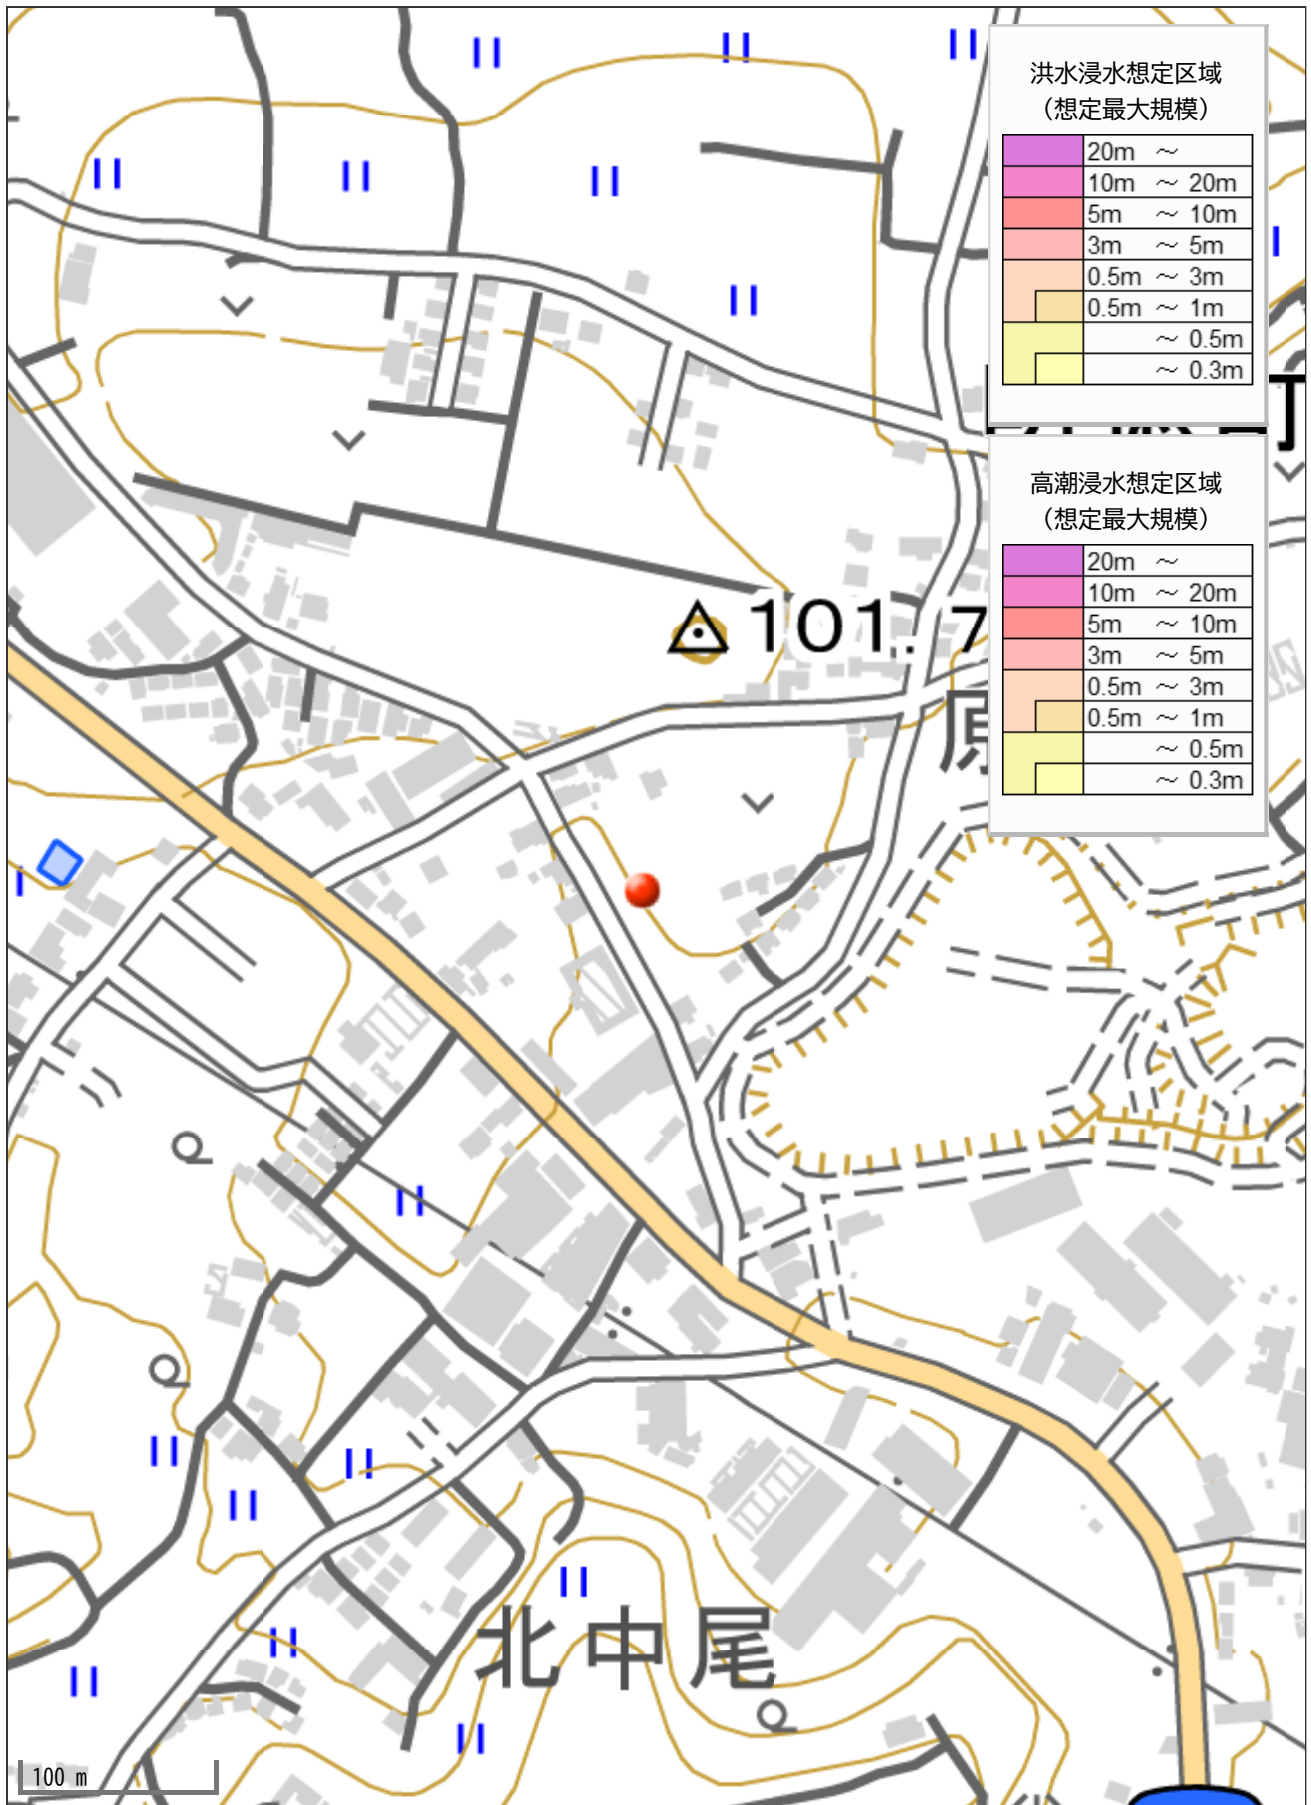 洪水浸水想定区域
（想定最大規模）
20m ～
10m ～ 20m
5m ～ 10m
3m ～ 5m
0.5m ～ 3m
0.5m ～ 1m
～ 0.5m
～ 0.3m
町
高潮浸水想定区域
（想定最大規模）
20m ～
10m ～ 20m
5m ～ 10m
3m ～ 5m
0.5m ～ 3m
0.5m ～ 1m
～ 0.5m
～ 0.3m
101.7
原
北中尾
100 m